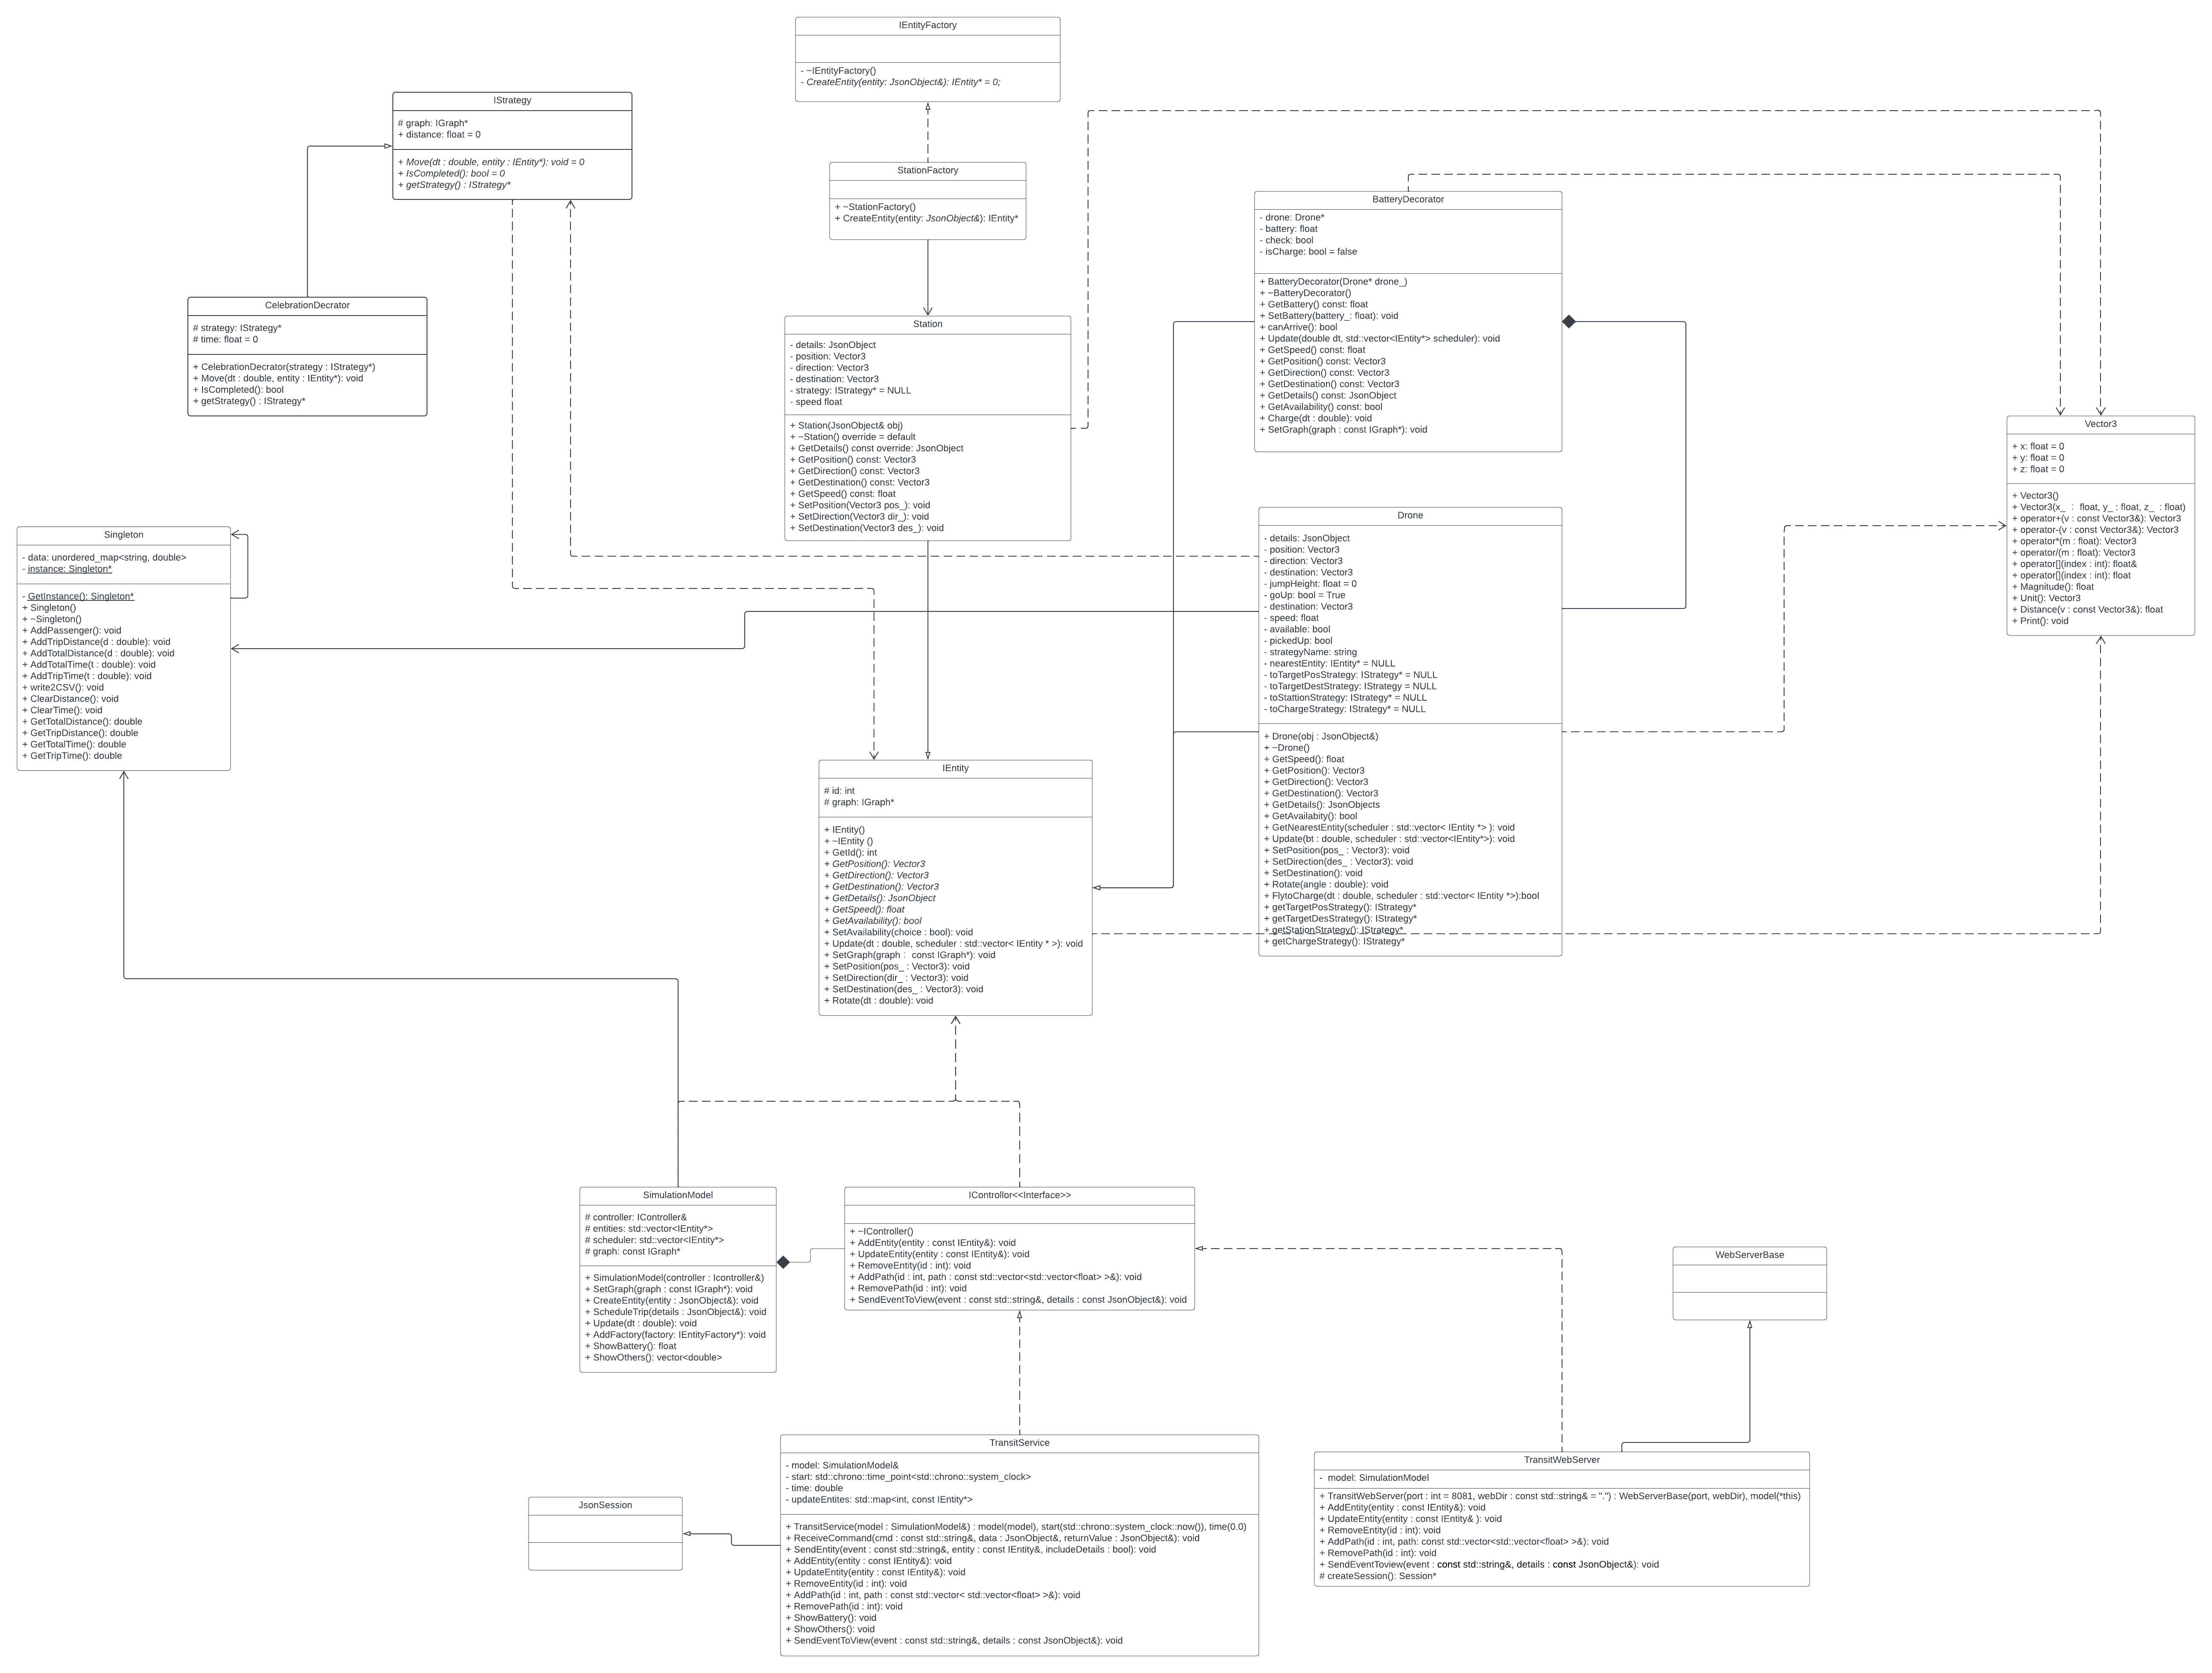 IEntityFactory
- ~IEntityFactory()
- CreateEntity(entity: JsonObject&): IEntity* = 0;
IStrategy
# graph: IGraph*
+ distance: float = 0
+ Move(dt : double, entity : IEntity*): void = 0
+ IsCompleted(): bool = 0
+ getStrategy() : IStrategy*
StationFactory
+ ~StationFactory()
+ CreateEntity(entity: JsonObject&): IEntity*
BatteryDecorator
- drone: Drone*
- battery: float
- check: bool
- isCharge: bool = false
+ BatteryDecorator(Drone* drone_)
+ ~BatteryDecorator()
+ GetBattery() const: float
+ SetBattery(battery_: float): void
+ canArrive(): bool
+ Update(double dt, std::vector<IEntity*> scheduler): void
+ GetSpeed() const: float
+ GetPosition() const: Vector3
+ GetDirection() const: Vector3
+ GetDestination() const: Vector3
+ GetDetails() const: JsonObject
+ GetAvailability() const: bool
+ Charge(dt : double): void
+ SetGraph(graph : const IGraph*): void
CelebrationDecrator
# strategy: IStrategy*
# time: float = 0
+ CelebrationDecrator(strategy : IStrategy*)
+ Move(dt : double, entity : IEntity*): void
+ IsCompleted(): bool
+ getStrategy() : IStrategy*
Station
- details: JsonObject
- position: Vector3
- direction: Vector3
- destination: Vector3
- strategy: IStrategy* = NULL
- speed float
+ Station(JsonObject& obj)
+ ~Station() override = default
+ GetDetails() const override: JsonObject
+ GetPosition() const: Vector3
+ GetDirection() const: Vector3
+ GetDestination() const: Vector3
+ GetSpeed() const: float
+ SetPosition(Vector3 pos_): void
+ SetDirection(Vector3 dir_): void
+ SetDestination(Vector3 des_): void
Vector3
+ x: float = 0
+ y: float = 0
+ z: float = 0
+ Vector3()
+ Vector3(x_ : float, y_ : float, z_ : float)
+ operator+(v : const Vector3&): Vector3
+ operator-(v : const Vector3&): Vector3
+ operator*(m : float): Vector3
+ operator/(m : float): Vector3
+ operator[](index : int): float&
+ operator[](index : int): float
+ Magnitude(): float
+ Unit(): Vector3
+ Distance(v : const Vector3&): float
+ Print(): void
Singleton
- data: unordered_map<string, double>
- instance: Singleton*
- GetInstance(): Singleton*
+ Singleton()
+ ~Singleton()
+ AddPassenger(): void
+ AddTripDistance(d : double): void
+ AddTotalDistance(d : double): void
+ AddTotalTime(t : double): void
+ AddTripTime(t : double): void
+ write2CSV(): void
+ ClearDistance(): void
+ ClearTime(): void
+ GetTotalDistance(): double
+ GetTripDistance(): double
+ GetTotalTime(): double
+ GetTripTime(): double
Drone
- details: JsonObject
- position: Vector3
- direction: Vector3
- destination: Vector3
- jumpHeight: float = 0
- goUp: bool = True
- destination: Vector3
- speed: float
- available: bool
- pickedUp: bool
- strategyName: string
- nearestEntity: IEntity* = NULL
- toTargetPosStrategy: IStrategy* = NULL
- toTargetDestStrategy: IStrategy = NULL
- toStattionStrategy: IStrategy* = NULL
- toChargeStrategy: IStrategy* = NULL
+ Drone(obj : JsonObject&)
+ ~Drone()
+ GetSpeed(): float
+ GetPosition(): Vector3
+ GetDirection(): Vector3
+ GetDestination(): Vector3
+ GetDetails(): JsonObjects
+ GetAvailabity(): bool
+ GetNearestEntity(scheduler : std::vector< IEntity *> ): void
+ Update(bt : double, scheduler : std::vector<IEntity*>): void
+ SetPosition(pos_ : Vector3): void
+ SetDirection(des_ : Vector3): void
+ SetDestination(): void
+ Rotate(angle : double): void
+ FlytoCharge(dt : double, scheduler : std::vector< IEntity *>):bool
+ getTargetPosStrategy(): IStrategy*
+ getTargetDesStrategy(): IStrategy*
+ getStationStrategy(): IStrategy*
+ getChargeStrategy(): IStrategy*
IEntity
# id: int
# graph: IGraph*
+ IEntity()
+ ~IEntity ()
+ GetId(): int
+ GetPosition(): Vector3
+ GetDirection(): Vector3
+ GetDestination(): Vector3
+ GetDetails(): JsonObject
+ GetSpeed(): float
+ GetAvailability(): bool
+ SetAvailability(choice : bool): void
+ Update(dt : double, scheduler : std::vector< IEntity * >): void
+ SetGraph(graph : const IGraph*): void
+ SetPosition(pos_ : Vector3): void
+ SetDirection(dir_ : Vector3): void
+ SetDestination(des_ : Vector3): void
+ Rotate(dt : double): void
SimulationModel
# controller: IController&
# entities: std::vector<IEntity*>
# scheduler: std::vector<IEntity*>
# graph: const IGraph*
+ SimulationModel(controller : Icontroller&)
+ SetGraph(graph : const IGraph*): void
+ CreateEntity(entity : JsonObject&): void
+ ScheduleTrip(details : JsonObject&): void
+ Update(dt : double): void
+ AddFactory(factory: IEntityFactory*): void
+ ShowBattery(): float
+ ShowOthers(): vector<double>
IControllor<<Interface>>
+ ~IController()
+ AddEntity(entity : const IEntity&): void
+ UpdateEntity(entity : const IEntity&): void
+ RemoveEntity(id : int): void
+ AddPath(id : int, path : const std::vector<std::vector<float> >&): void
+ RemovePath(id : int): void
+ SendEventToView(event : const std::string&, details : const JsonObject&): void
WebServerBase
TransitService
- model: SimulationModel&
- start: std::chrono::time_point<std::chrono::system_clock>
- time: double
- updateEntites: std::map<int, const IEntity*>
+ TransitService(model : SimulationModel&) : model(model), start(std::chrono::system_clock::now()), time(0.0)
+ ReceiveCommand(cmd : const std::string&, data : JsonObject&, returnValue : JsonObject&): void
+ SendEntity(event : const std::string&, entity : const IEntity&, includeDetails : bool): void
+ AddEntity(entity : const IEntity&): void
+ UpdateEntity(entity : const IEntity&): void
+ RemoveEntity(id : int): void
+ AddPath(id : int, path : const std::vector< std::vector<float> >&): void
+ RemovePath(id : int): void
+ ShowBattery(): void
+ ShowOthers(): void
+ SendEventToView(event : const std::string&, details : const JsonObject&): void
TransitWebServer
- model: SimulationModel
+ TransitWebServer(port : int = 8081, webDir : const std::string& = ".") : WebServerBase(port, webDir), model(*this)
+ AddEntity(entity : const IEntity&): void
+ UpdateEntity(entity : const IEntity& ): void
+ RemoveEntity(id : int): void
+ AddPath(id : int, path: const std::vector<std::vector<float> >&): void
+ RemovePath(id : int): void
+ SendEventToview(event : const std::string&, details : const JsonObject&): void
# createSession(): Session*
JsonSession